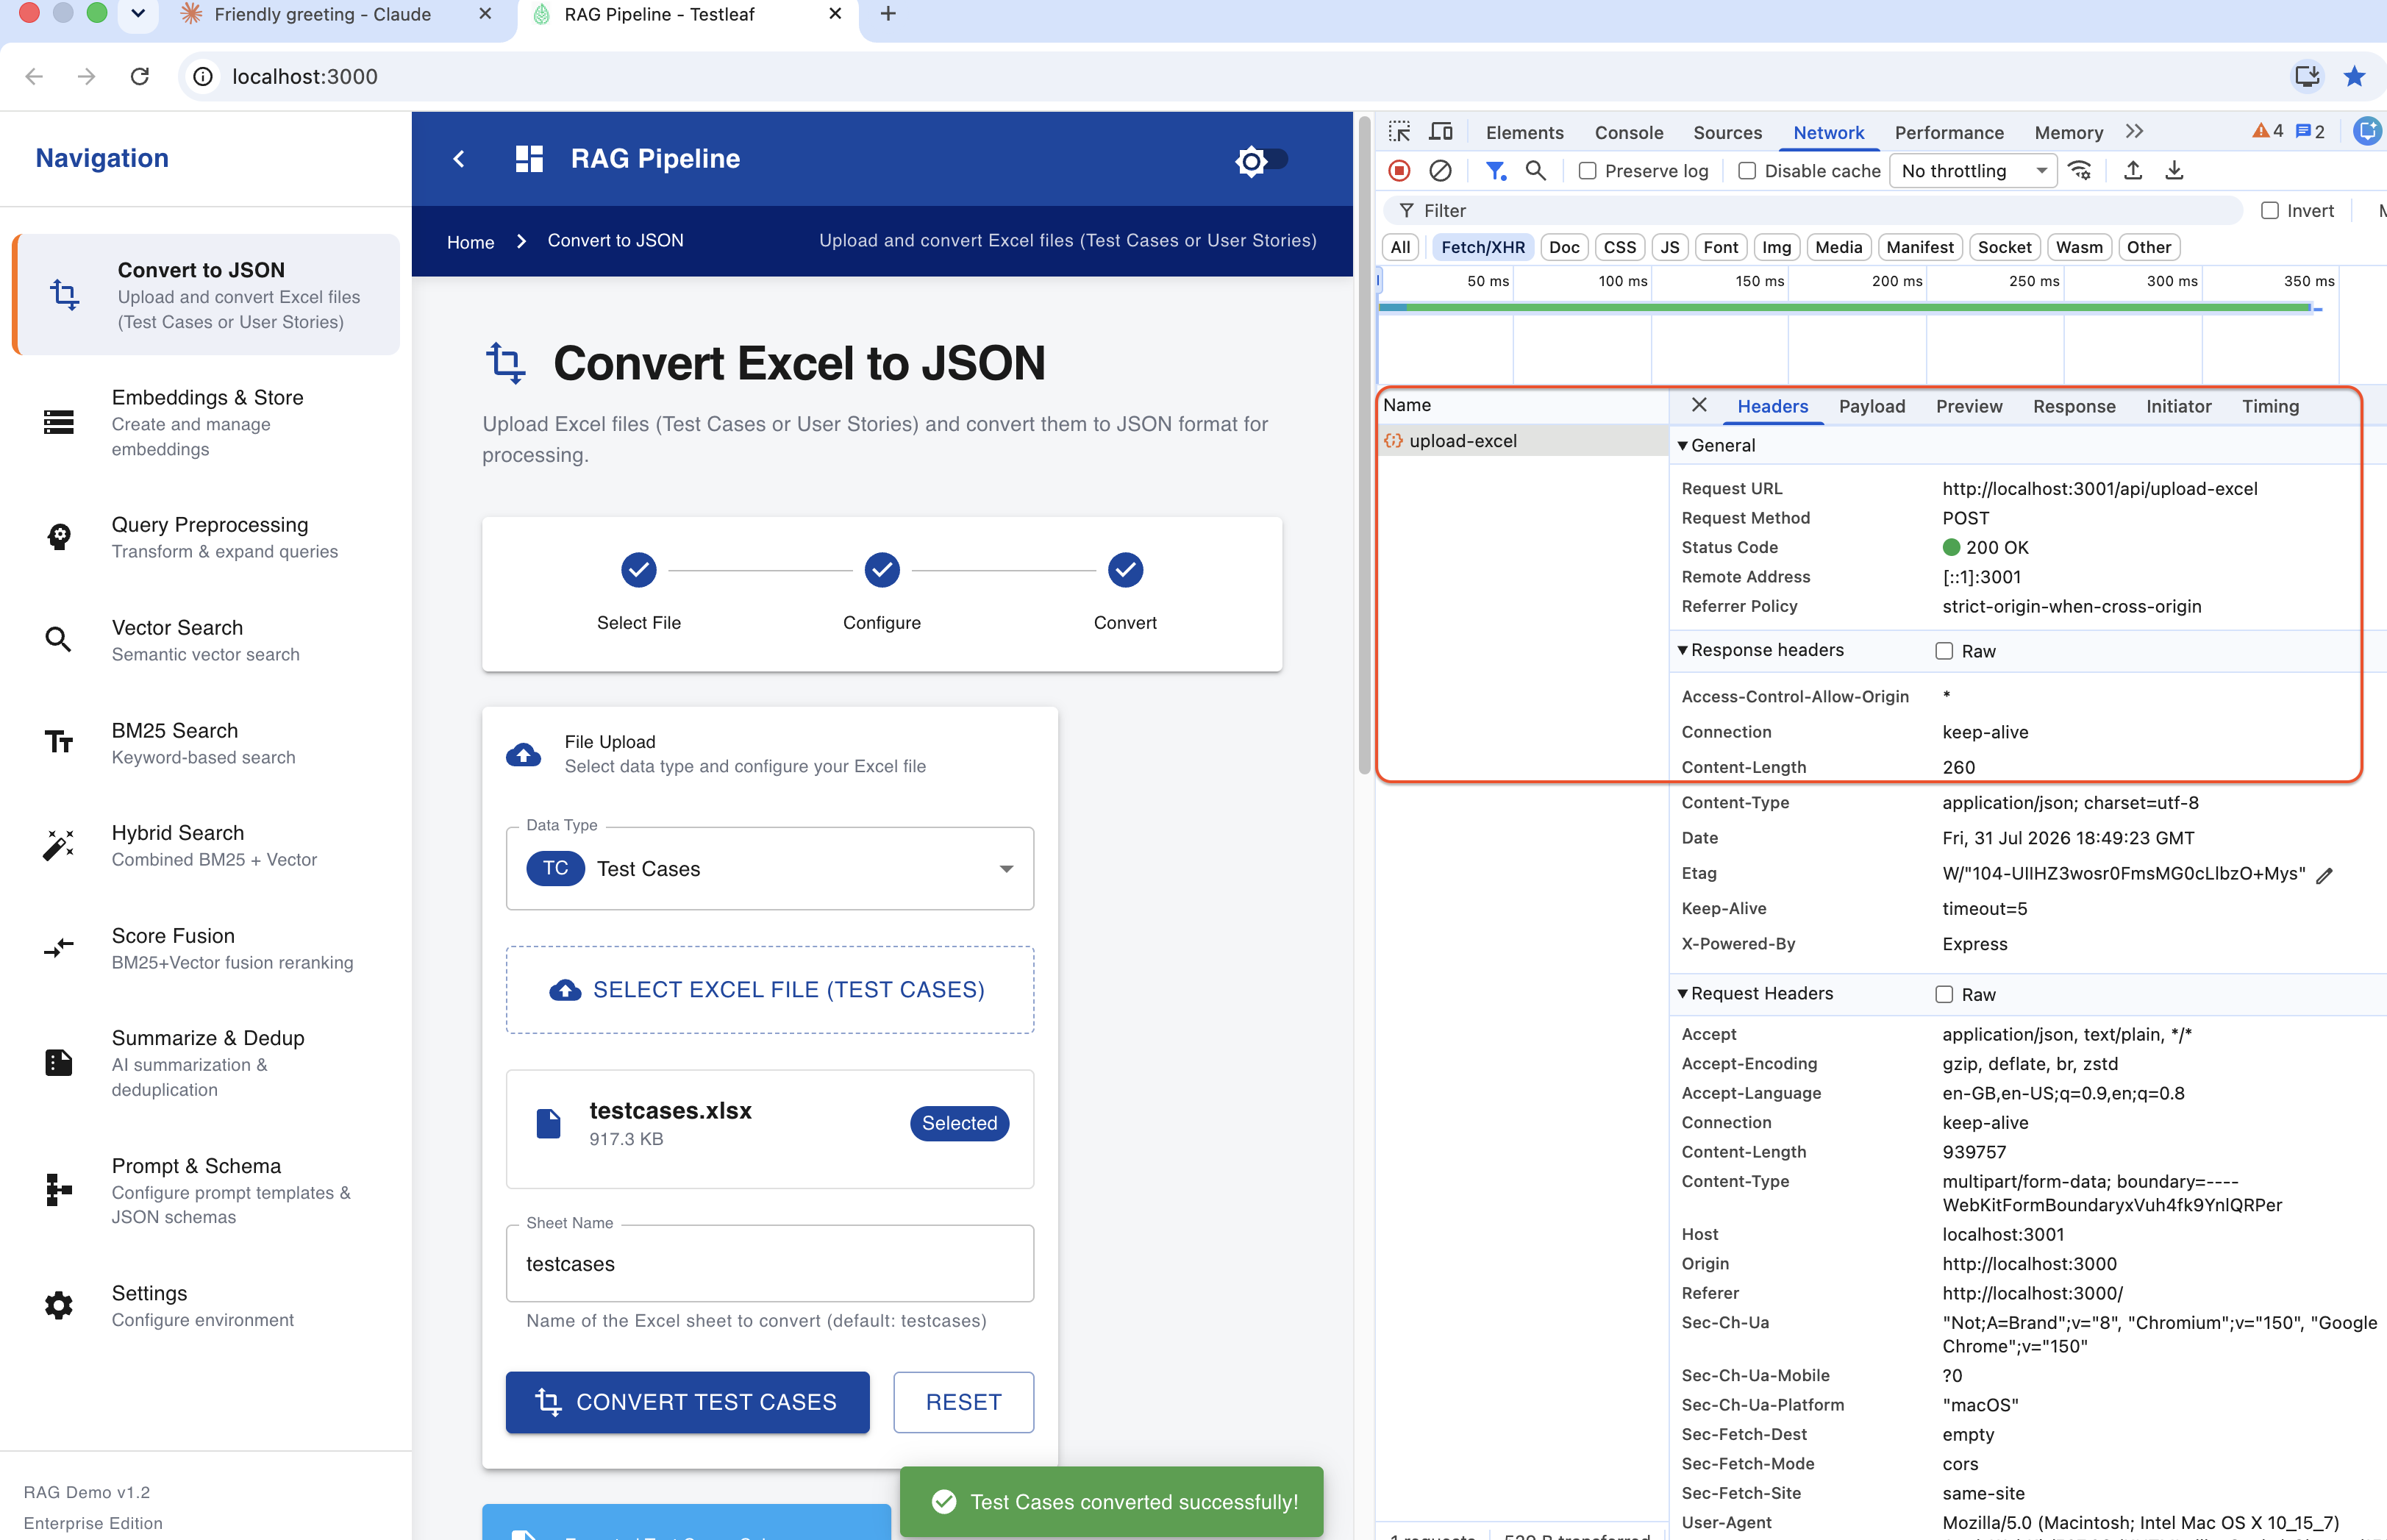 Friendly greeting - Claude
RAG Pipeline - Testleaf
localhost:3000
Navigation
Convert to JSON
Upload and convert Excel files
(Test Cases or User Stories)
Embeddings & Store
Create and manage
embeddings
Query Preprocessing
Transform & expand queries
Vector Search
Semantic vector search
BM25 Search
Keyword-based search
Hybrid Search
Combined BM25 + Vector
Score Fusion
BM25+Vector fusion reranking
Summarize & Dedup
AI summarization &
deduplication
Prompt & Schema
Configure prompt templates &
JSON schemas
Settings
Configure environment
RAG Demo v1.2
Enterprise Edition
RAG Pipeline
Home
Convert to JSON
Upload and convert Excel files (Test Cases or User Stories)
Convert Excel to JSON
Upload Excel files (Test Cases or User Stories) and convert them to JSON format for
processing.
Select File
Configure
Convert
File Upload
Select data type and configure your Excel file
Data Type
TC Test Cases
SELECT EXCEL FILE (TEST CASES)
testcases.xlsx
917.3 KB
Selected
Sheet Name
testcases
Name of the Excel sheet to convert (default: testcases)
CONVERT TEST CASES
RESET
Test Cases converted successfully!
Elements Console Sources Network Performance Memory 4 2
Preserve log Disable cache No throttling
Filter Invert
All Fetch/XHR Doc CSS JS Font Img Media Manifest Socket Wasm Other
50 ms 100 ms 150 ms 200 ms 250 ms 300 ms 350 ms
Name
upload-excel
Headers Payload Preview Response Initiator Timing
General
Request URL http://localhost:3001/api/upload-excel
Request Method POST
Status Code 200 OK
Remote Address [::1]:3001
Referrer Policy strict-origin-when-cross-origin
Response headers Raw
Access-Control-Allow-Origin *
Connection keep-alive
Content-Length 260
Content-Type application/json; charset=utf-8
Date Fri, 31 Jul 2026 18:49:23 GMT
Etag W/"104-UIIHZ3wosr0FmsMG0cLlbzO+Mys"
Keep-Alive timeout=5
X-Powered-By Express
Request Headers Raw
Accept application/json, text/plain, */*
Accept-Encoding gzip, deflate, br, zstd
Accept-Language en-GB,en-US;q=0.9,en;q=0.8
Connection keep-alive
Content-Length 939757
Content-Type multipart/form-data; boundary=----
WebKitFormBoundaryxVuh4fk9YnlQRPer
Host localhost:3001
Origin http://localhost:3000
Referer http://localhost:3000/
Sec-Ch-Ua "Not;A=Brand";v="8", "Chromium";v="150", "Google
Chrome";v="150"
Sec-Ch-Ua-Mobile ?0
Sec-Ch-Ua-Platform "macOS"
Sec-Fetch-Dest empty
Sec-Fetch-Mode cors
Sec-Fetch-Site same-site
User-Agent Mozilla/5.0 (Macintosh; Intel Mac OS X 10_15_7)